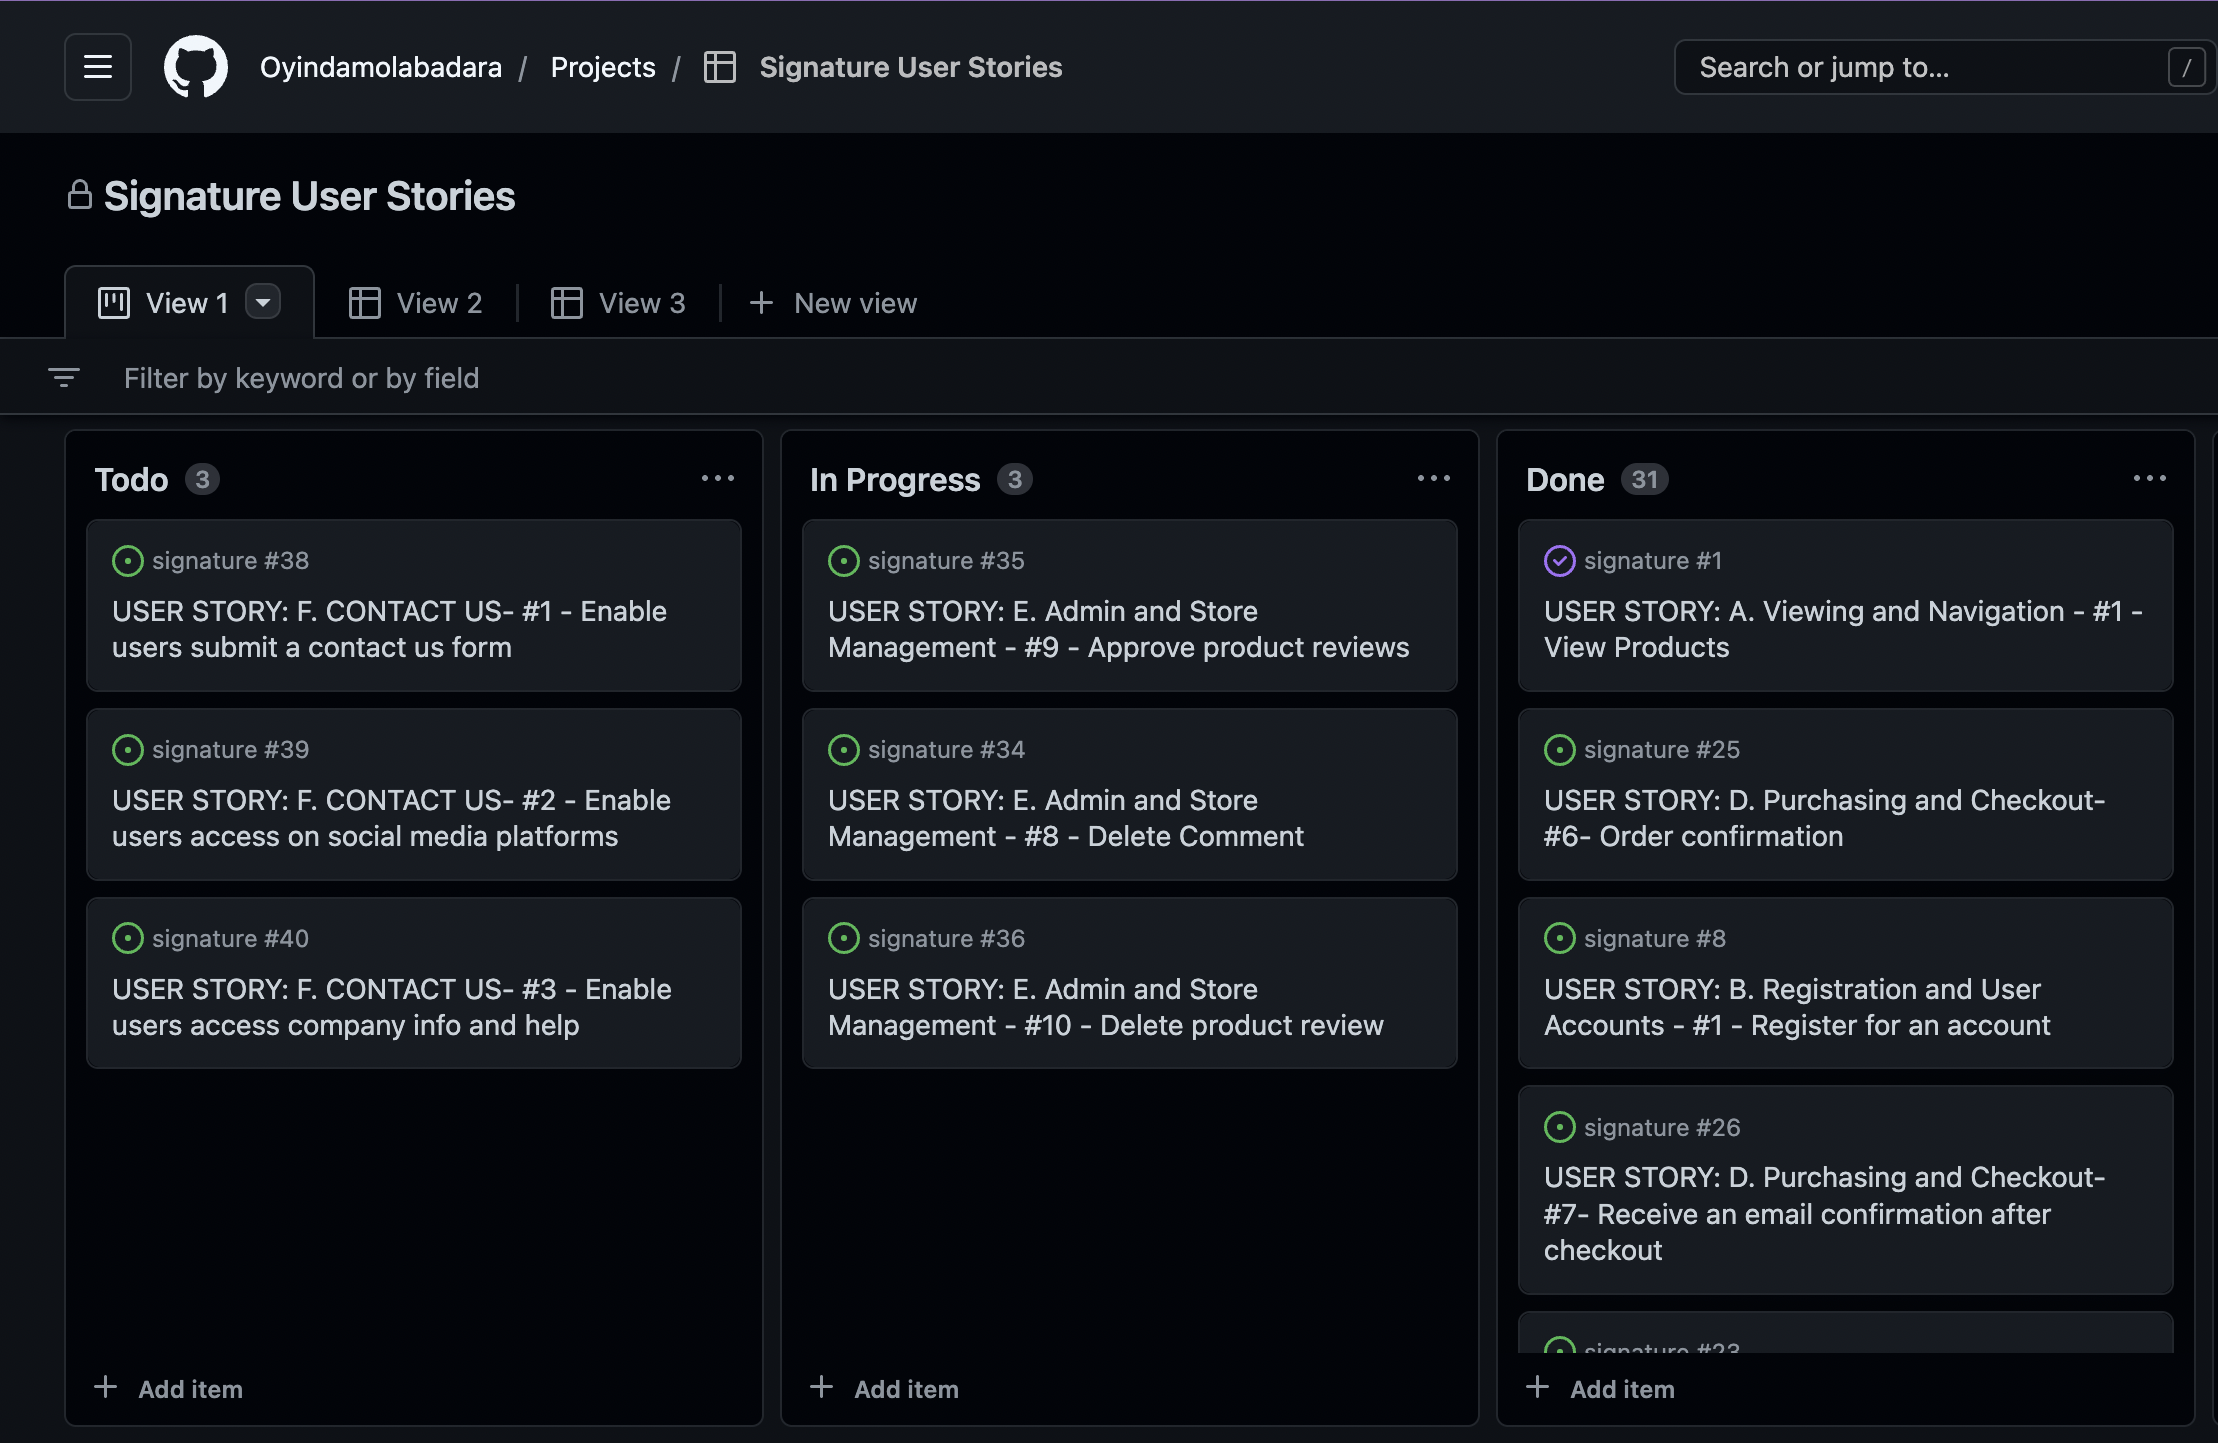 Oyindamolabadara / Projects / Signature User Stories
Search or jump to... /
Signature User Stories
View 1
View 2
View 3
+ New view
Filter by keyword or by field
Todo 3
signature #38
USER STORY: F. CONTACT US- #1 - Enable
users submit a contact us form
signature #39
USER STORY: F. CONTACT US- #2 - Enable
users access on social media platforms
signature #40
USER STORY: F. CONTACT US- #3 - Enable
users access company info and help
+ Add item
In Progress 3
signature #35
USER STORY: E. Admin and Store
Management - #9 - Approve product reviews
signature #34
USER STORY: E. Admin and Store
Management - #8 - Delete Comment
signature #36
USER STORY: E. Admin and Store
Management - #10 - Delete product review
+ Add item
Done 31
signature #1
USER STORY: A. Viewing and Navigation - #1 -
View Products
signature #25
USER STORY: D. Purchasing and Checkout-
#6- Order confirmation
signature #8
USER STORY: B. Registration and User
Accounts - #1 - Register for an account
signature #26
USER STORY: D. Purchasing and Checkout-
#7- Receive an email confirmation after
checkout
signature #23
+ Add item